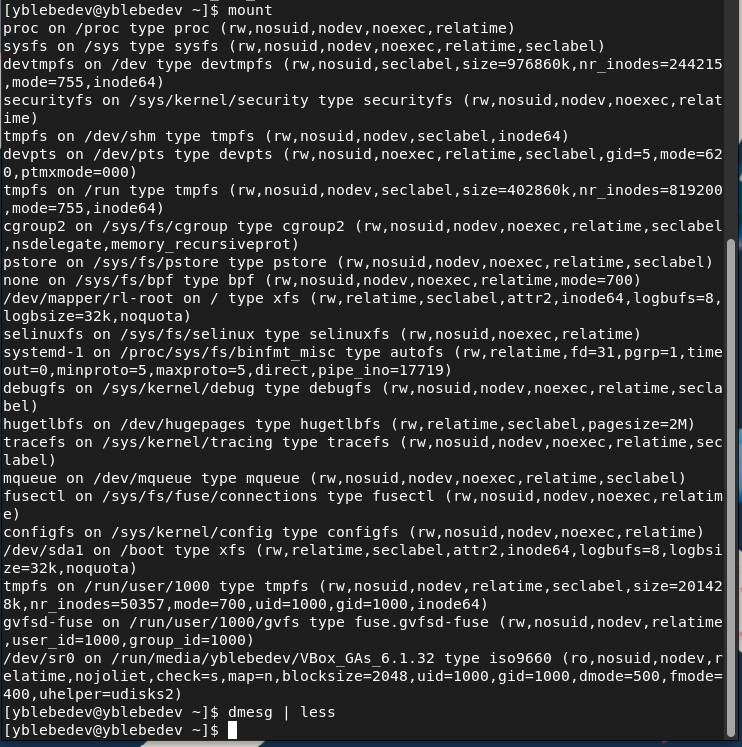 [yblebedev@yblebedev ~]$ mount
proc on /proc type proc (rw,nosuid,nodev,noexec,relatime)
sysfs on /sys type sysfs (rw,nosuid,nodev,noexec,relatime,seclabel)
devtmpfs on /dev type devtmpfs (rw,nosuid,seclabel,size=976860k,nr_inodes=244215
,mode=755,inode64)
securityfs on /sys/kernel/security type securityfs (rw,nosuid,nodev,noexec,relat
ime)
tmpfs on /dev/shm type tmpfs (rw,nosuid,nodev,seclabel,inode64)
devpts on /dev/pts type devpts (rw,nosuid,noexec,relatime,seclabel,gid=5,mode=62
0,ptmxmode=000)
tmpfs on /run type tmpfs (rw,nosuid,nodev,seclabel,size=402860k,nr_inodes=819200
,mode=755,inode64)
cgroup2 on /sys/fs/cgroup type cgroup2 (rw,nosuid,nodev,noexec,relatime,seclabel
,nsdelegate,memory_recursiveprot)
pstore on /sys/fs/pstore type pstore (rw,nosuid,nodev,noexec,relatime,seclabel)
none on /sys/fs/bpf type bpf (rw,nosuid,nodev,noexec,relatime,mode=700)
/dev/mapper/rl-root on / type xfs (rw,relatime,seclabel,attr2,inode64,logbufs=8,
logbsize=32k,noquota)
selinuxfs on /sys/fs/selinux type selinuxfs (rw,nosuid,noexec,relatime)
systemd-1 on /proc/sys/fs/binfmt_misc type autofs (rw,relatime,fd=31,pgrp=1,time
out=0,minproto=5,maxproto=5,direct,pipe_ino=17719)
debugfs on /sys/kernel/debug type debugfs (rw,nosuid,nodev,noexec,relatime,secla
bel)
hugetlbfs on /dev/hugepages type hugetlbfs (rw,relatime,seclabel,pagesize=2M)
tracefs on /sys/kernel/tracing type tracefs (rw,nosuid,nodev,noexec,relatime,sec
label)
mqueue on /dev/mqueue type mqueue (rw,nosuid,nodev,noexec,relatime,seclabel)
fusectl on /sys/fs/fuse/connections type fusectl (rw,nosuid,nodev,noexec,relatim
e)
configfs on /sys/kernel/config type configfs (rw,nosuid,nodev,noexec,relatime)
/dev/sda1 on /boot type xfs (rw,relatime,seclabel,attr2,inode64,logbufs=8,logbsi
ze=32k,noquota)
tmpfs on /run/user/1000 type tmpfs (rw,nosuid,nodev,relatime,seclabel,size=20142
8k,nr_inodes=50357,mode=700,uid=1000,gid=1000,inode64)
gvfsd-fuse on /run/user/1000/gvfs type fuse.gvfsd-fuse (rw,nosuid,nodev,relatime
,user_id=1000,group_id=1000)
/dev/sr0 on /run/media/yblebedev/VBox_GAs_6.1.32 type iso9660 (ro,nosuid,nodev,r
elatime,nojoliet,check=s,map=n,blocksize=2048,uid=1000,gid=1000,dmode=500,fmode=
400,uhelper=udisks2)
[yblebedev@yblebedev ~]$ dmesg | less
[yblebedev@yblebedev ~]$